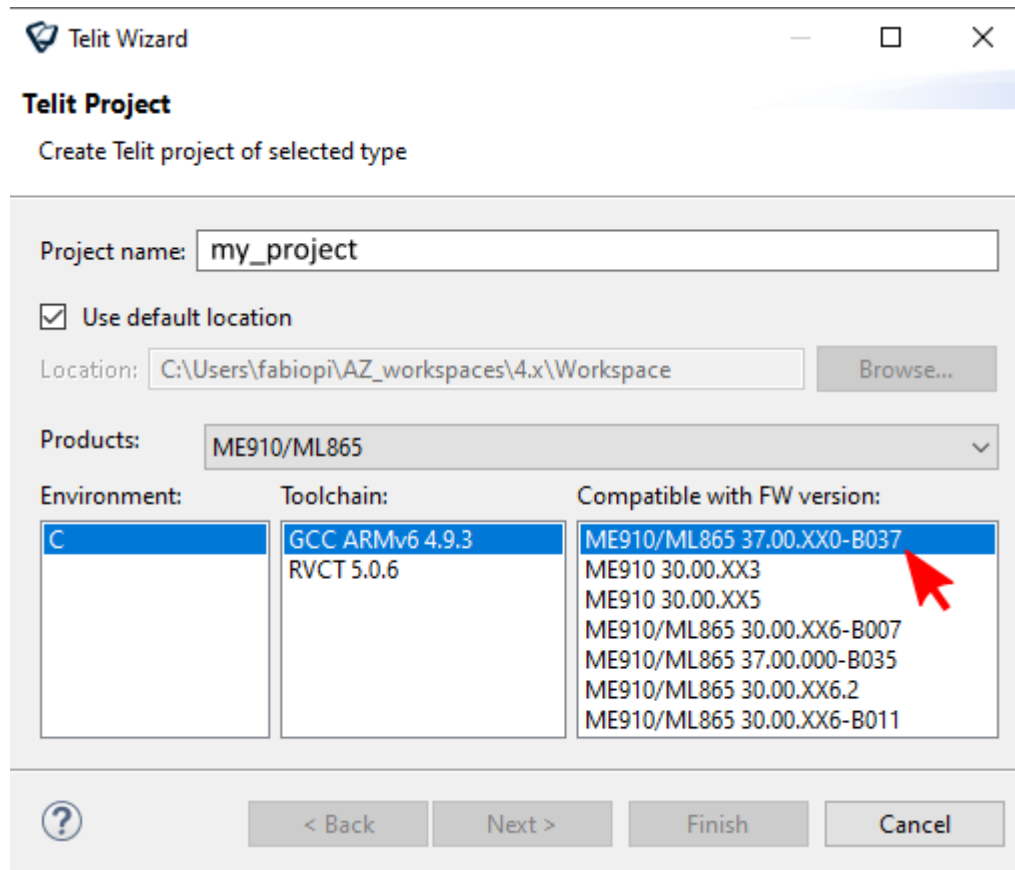 Telit Wizard
Telit Project
Create Telit project of selected type
Project name: my_project
Use default location
Location: C:\Users\fabiopi\AZ_workspaces\4.x\Workspace Browse...
Products: ME910/ML865
Environment: Toolchain: Compatible with FW version:
C GCC ARMv6 4.9.3 ME910/ML865 37.00.XX0-B037
RVCT 5.0.6 ME910 30.00.XX3
ME910 30.00.XX5
ME910/ML865 30.00.XX6-B007
ME910/ML865 37.00.000-B035
ME910/ML865 30.00.XX6.2
ME910/ML865 30.00.XX6-B011
? < Back Next > Finish Cancel